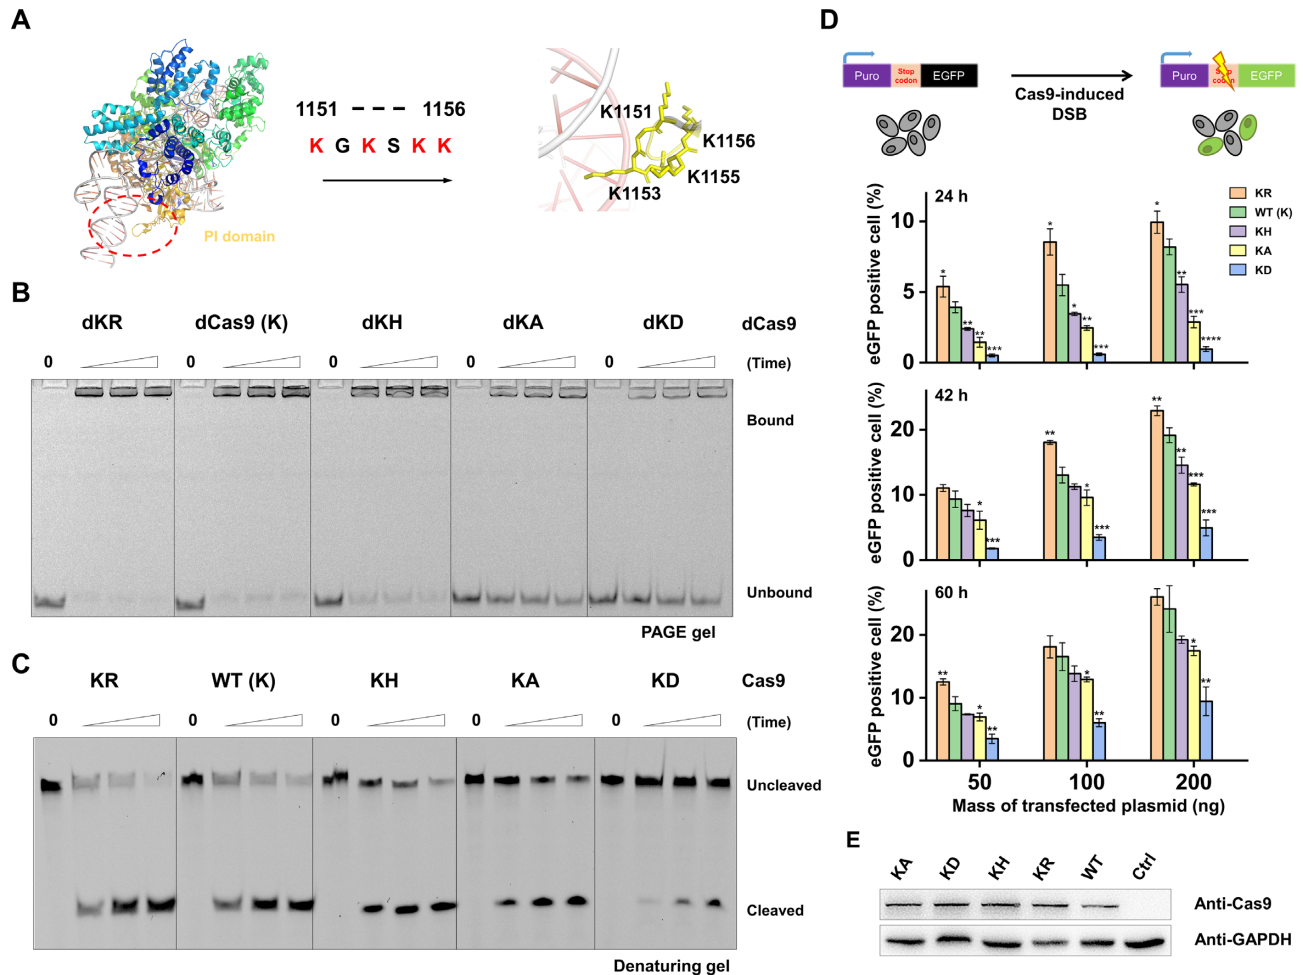 A
1151 – – – 1156
K G K S K K
PI domain
K1151
K1156
K1155
K1153
B
dKR dCas9 (K) dKH dKA dKD dCas9
0 0 0 0 0 (Time)
Bound
Unbound
PAGE gel
C
KR WT (K) KH KA KD Cas9
0 0 0 0 0 (Time)
Uncleaved
Cleaved
Denaturing gel
D
Puro Stop codon EGFP
Cas9-induced
DSB
Puro Stop codon EGFP
KR
WT (K)
KH
KA
KD
24 h
eGFP positive cell (%)
10
5
0
* ** ** ***
* * ** ***
* ** *** ****
42 h
eGFP positive cell (%)
20
10
0
* ***
** * ***
** ** *** ***
60 h
eGFP positive cell (%)
20
10
0
** * **
* **
* **
50 100 200
Mass of transfected plasmid (ng)
E
KA KD KH KR WT Ctrl
Anti-Cas9
Anti-GAPDH